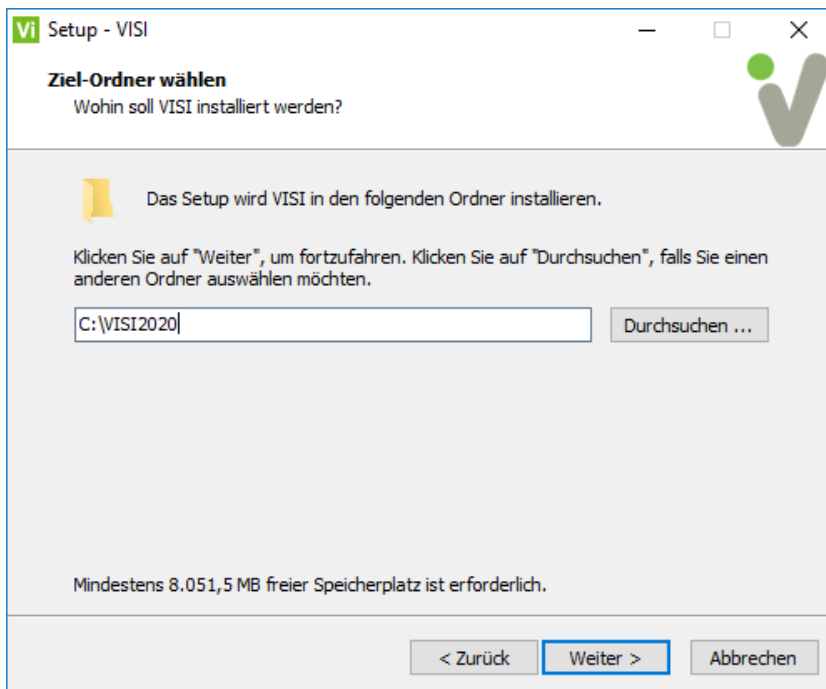 Vi Setup - VISI
Ziel-Ordner wählen
Wohin soll VISI installiert werden?
Das Setup wird VISI in den folgenden Ordner installieren.
Klicken Sie auf "Weiter", um fortzufahren. Klicken Sie auf "Durchsuchen", falls Sie einen
anderen Ordner auswählen möchten.
C:\VISI2020
Durchsuchen ...
Mindestens 8.051,5 MB freier Speicherplatz ist erforderlich.
< Zurück
Weiter >
Abbrechen